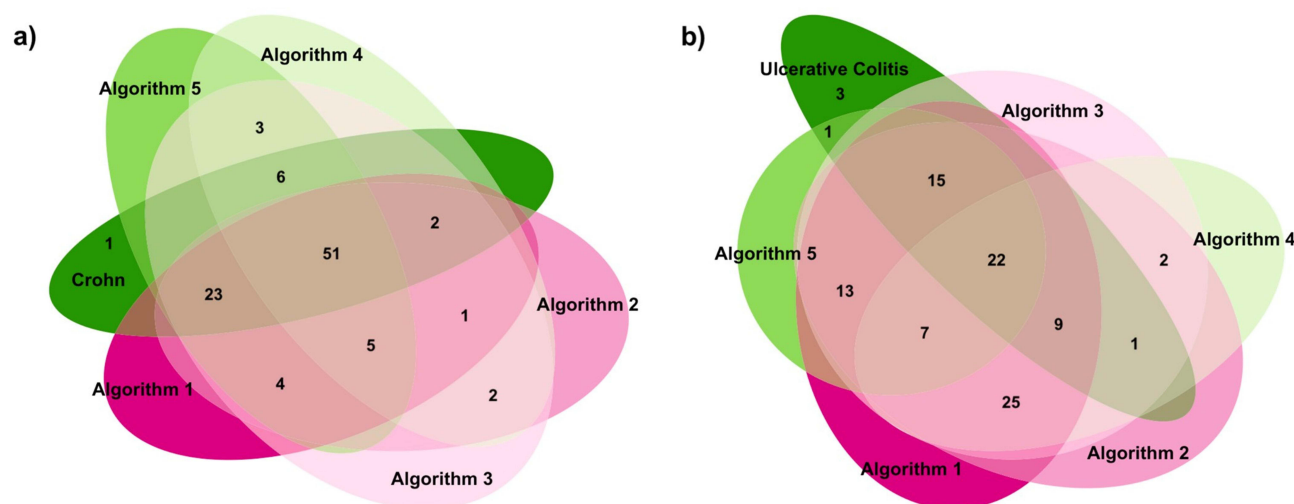 a)
Algorithm 4
Algorithm 5
3
6
1
2
Crohn
51
23
Algorithm 2
1
5
Algorithm 1
4
2
Algorithm 3
b)
Ulcerative Colitis
3
Algorithm 3
1
15
Algorithm 4
Algorithm 5
22
2
13
7
9
1
25
Algorithm 2
Algorithm 1